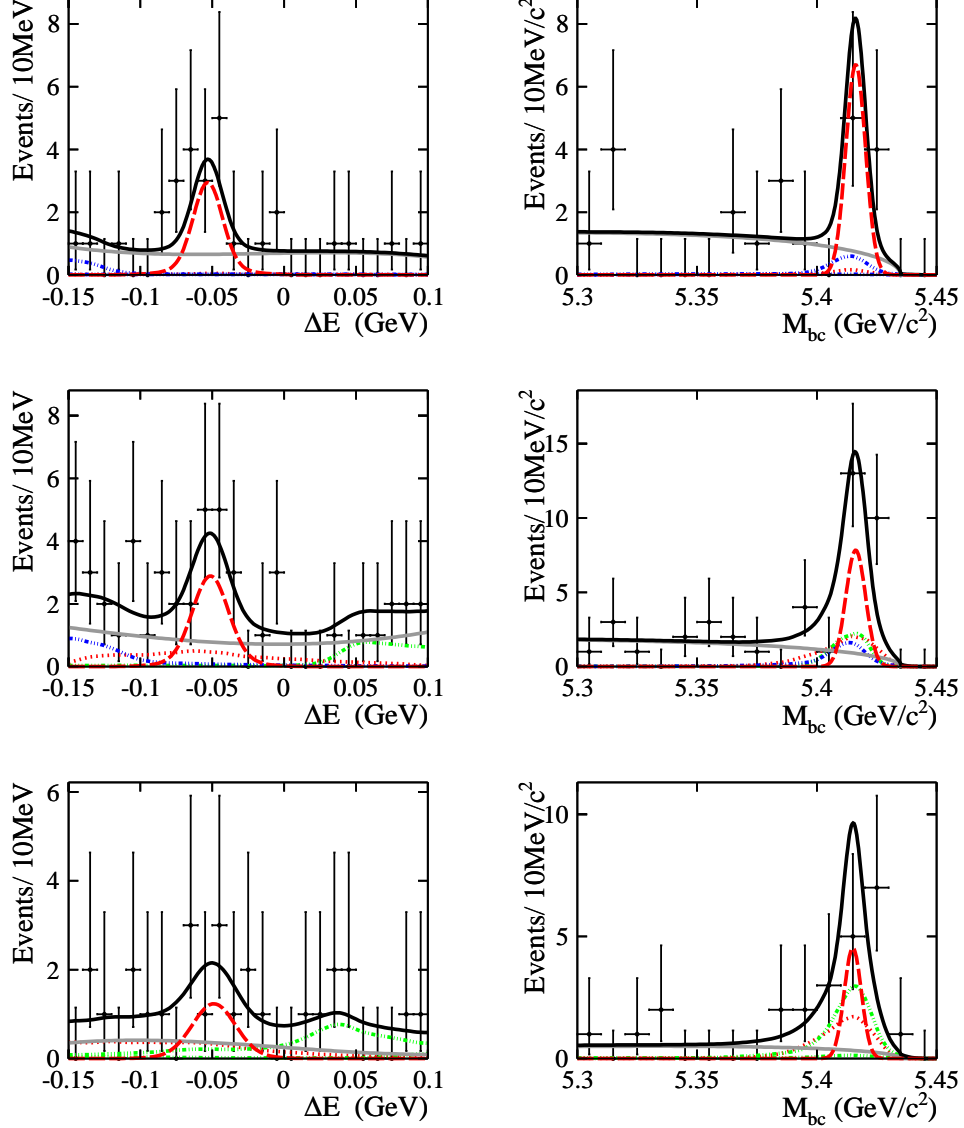 Events/ 10MeV
8
6
4
2
0
-0.15 -0.1 -0.05 0 0.05 0.1
ΔE (GeV)
Events/ 10MeV/c²
8
6
4
2
0
5.3 5.35 5.4 5.45
M_bc (GeV/c²)
Events/ 10MeV
8
6
4
2
0
-0.15 -0.1 -0.05 0 0.05 0.1
ΔE (GeV)
Events/ 10MeV/c²
15
10
5
0
5.3 5.35 5.4 5.45
M_bc (GeV/c²)
Events/ 10MeV
6
4
2
0
-0.15 -0.1 -0.05 0 0.05 0.1
ΔE (GeV)
Events/ 10MeV/c²
10
5
0
5.3 5.35 5.4 5.45
M_bc (GeV/c²)